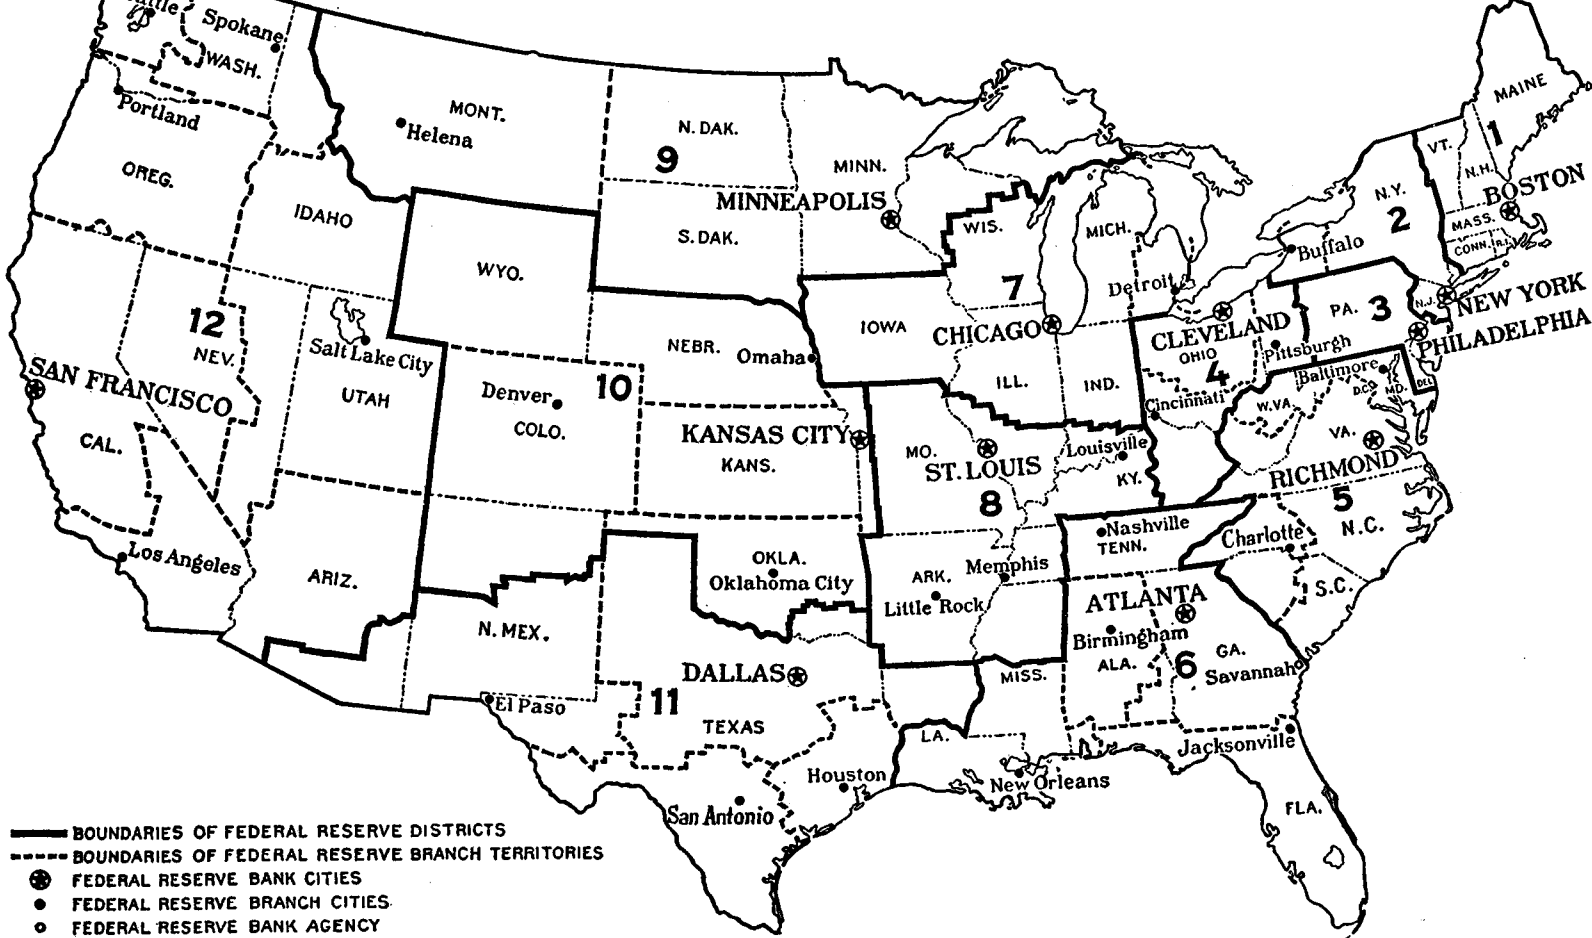 Spokane
WASH.
Portland
OREG.
MONT.
Helena
IDAHO
N. DAK.
9
MINN.
MINNEAPOLIS
S. DAK.
WYO.
WIS.
MICH.
7
Detroit
MAINE
VT.
1
N.H.
BOSTON
MASS.
CONN.
R.I.
N.Y.
2
Buffalo
N.J.
NEW YORK
PA.
3
PHILADELPHIA
12
NEV.
SAN FRANCISCO
CAL.
Los Angeles
Salt Lake City
UTAH
ARIZ.
Denver
COLO.
10
NEBR.
Omaha
KANSAS CITY
KANS.
IOWA
CHICAGO
ILL.
IND.
CLEVELAND
OHIO
4
Cincinnati
Pittsburgh
Baltimore
D.C.
MD.
DEL
W.VA.
VA.
RICHMOND
5
N.C.
Charlotte
S.C.
MO.
ST. LOUIS
8
Louisville
KY.
Nashville
TENN.
Memphis
ARK.
Little Rock
OKLA.
Oklahoma City
N. MEX.
El Paso
DALLAS
11
TEXAS
Houston
San Antonio
LA.
New Orleans
MISS.
ATLANTA
Birmingham
ALA.
6
GA.
Savannah
Jacksonville
FLA.
BOUNDARIES OF FEDERAL RESERVE DISTRICTS
BOUNDARIES OF FEDERAL RESERVE BRANCH TERRITORIES
FEDERAL RESERVE BANK CITIES
FEDERAL RESERVE BRANCH CITIES
FEDERAL RESERVE BANK AGENCY